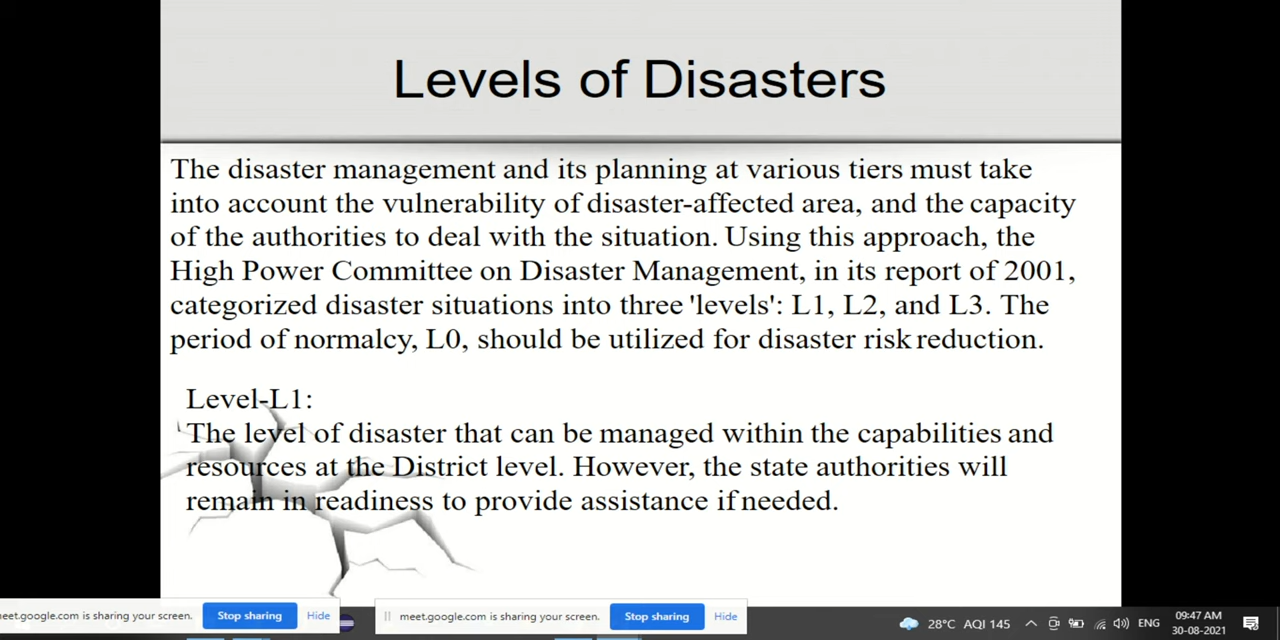 Levels of Disasters
The disaster management and its planning at various tiers must take
into account the vulnerability of disaster-affected area, and the capacity
of the authorities to deal with the situation. Using this approach, the
High Power Committee on Disaster Management, in its report of 2001,
categorized disaster situations into three 'levels': L1, L2, and L3. The
period of normalcy, L0, should be utilized for disaster risk reduction.
Level-L1:
The level of disaster that can be managed within the capabilities and
resources at the District level. However, the state authorities will
remain in readiness to provide assistance if needed.
meet.google.com is sharing your screen. Stop sharing Hide
meet.google.com is sharing your screen. Stop sharing Hide
28°C AQI 145 ENG 09:47 AM
30-08-2021